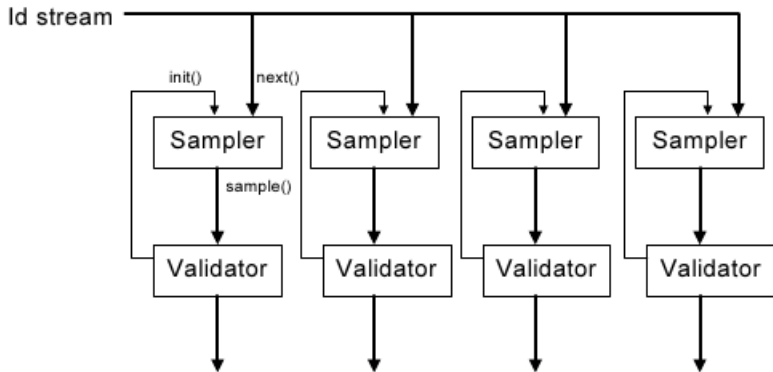 Id stream
init() next()
Sampler Sampler Sampler Sampler
sample()
Validator Validator Validator Validator